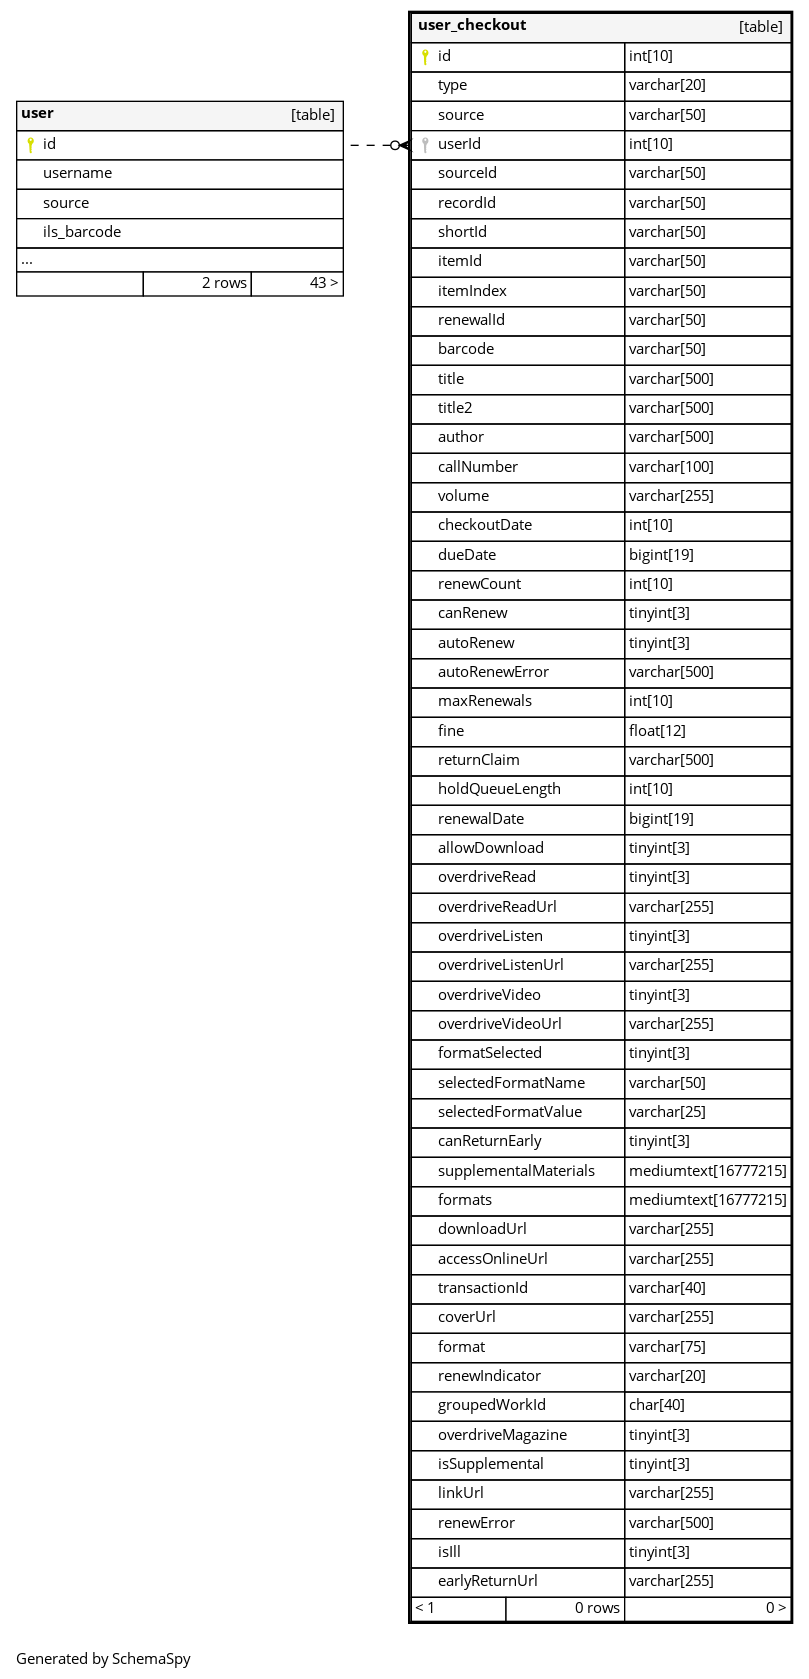 user [table]
id
username
source
ils_barcode
...
2 rows 43 >
user_checkout [table]
id int[10]
type varchar[20]
source varchar[50]
userId int[10]
sourceId varchar[50]
recordId varchar[50]
shortId varchar[50]
itemId varchar[50]
itemIndex varchar[50]
renewalId varchar[50]
barcode varchar[50]
title varchar[500]
title2 varchar[500]
author varchar[500]
callNumber varchar[100]
volume varchar[255]
checkoutDate int[10]
dueDate bigint[19]
renewCount int[10]
canRenew tinyint[3]
autoRenew tinyint[3]
autoRenewError varchar[500]
maxRenewals int[10]
fine float[12]
returnClaim varchar[500]
holdQueueLength int[10]
renewalDate bigint[19]
allowDownload tinyint[3]
overdriveRead tinyint[3]
overdriveReadUrl varchar[255]
overdriveListen tinyint[3]
overdriveListenUrl varchar[255]
overdriveVideo tinyint[3]
overdriveVideoUrl varchar[255]
formatSelected tinyint[3]
selectedFormatName varchar[50]
selectedFormatValue varchar[25]
canReturnEarly tinyint[3]
supplementalMaterials mediumtext[16777215]
formats mediumtext[16777215]
downloadUrl varchar[255]
accessOnlineUrl varchar[255]
transactionId varchar[40]
coverUrl varchar[255]
format varchar[75]
renewIndicator varchar[20]
groupedWorkId char[40]
overdriveMagazine tinyint[3]
isSupplemental tinyint[3]
linkUrl varchar[255]
renewError varchar[500]
isIll tinyint[3]
earlyReturnUrl varchar[255]
< 1 0 rows 0 >
Generated by SchemaSpy